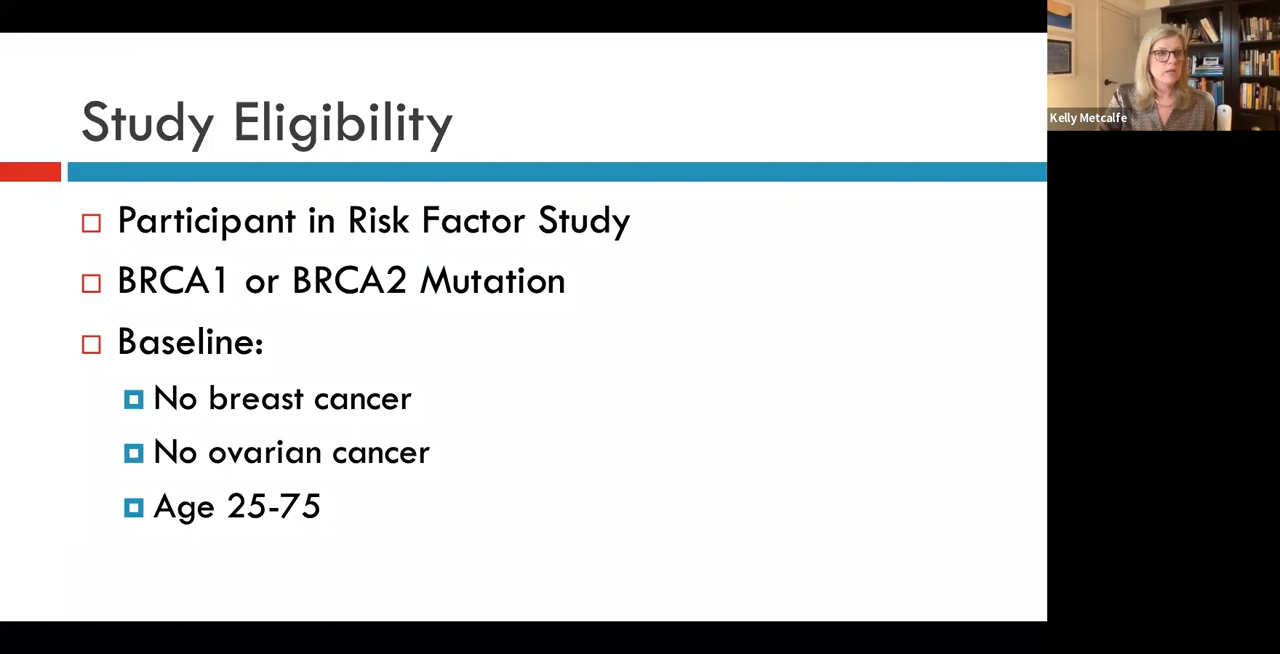 Study Eligibility
Participant in Risk Factor Study
BRCA1 or BRCA2 Mutation
Baseline:
No breast cancer
No ovarian cancer
Age 25-75
Kelly Metcalfe